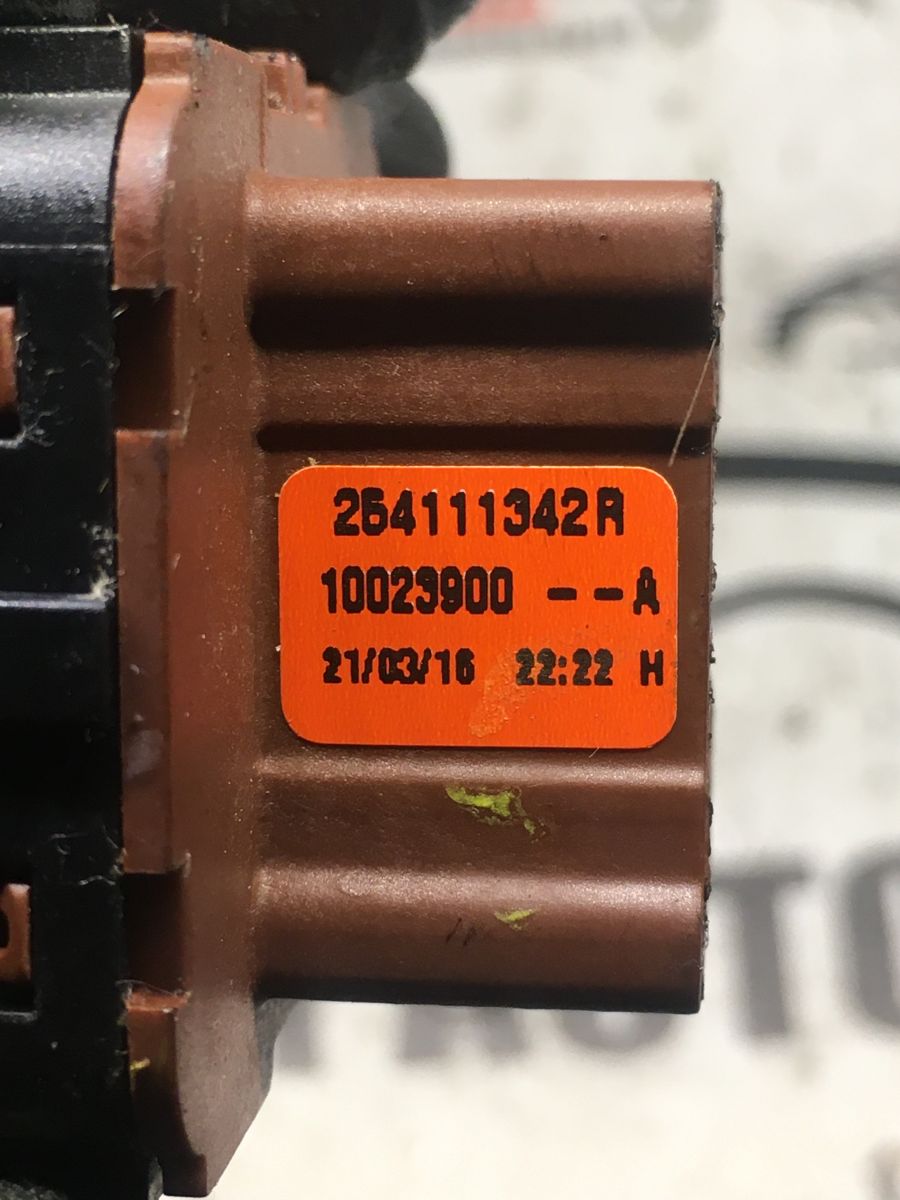 254111342R
10023900 --A
21/03/16 22:22 H